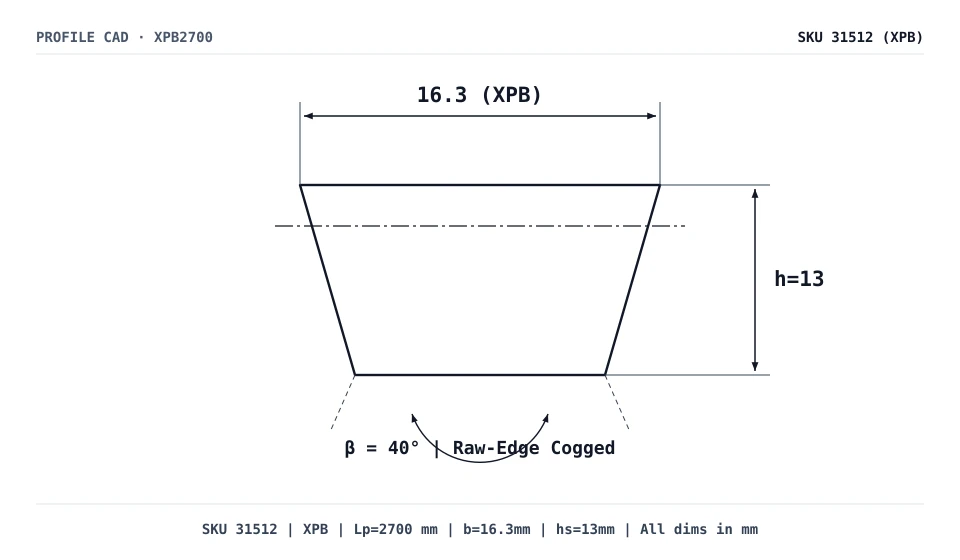 PROFILE CAD · XPB2700
SKU 31512 (XPB)
16.3 (XPB)
h=13
β = 40° | Raw-Edge Cogged
SKU 31512 | XPB | Lp=2700 mm | b=16.3mm | hs=13mm | All dims in mm